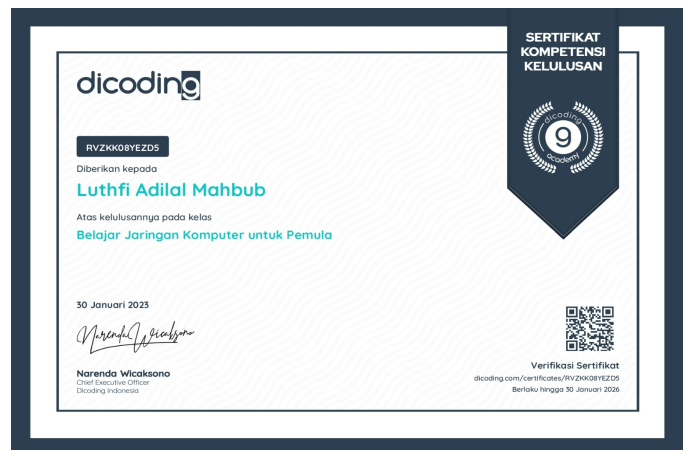 SERTIFIKAT
KOMPETENSI
KELULUSAN
dicoding
dicoding
9
academy
RVZKK08YEZD5
Diberikan kepada
Luthfi Adilal Mahbub
Atas kelulusannya pada kelas
Belajar Jaringan Komputer untuk Pemula
30 Januari 2023
Narenda Wicaksono
Narenda Wicaksono
Chief Executive Officer
Dicoding Indonesia
Verifikasi Sertifikat
dicoding.com/certificates/RVZKK08YEZD5
Berlaku hingga 30 Januari 2026